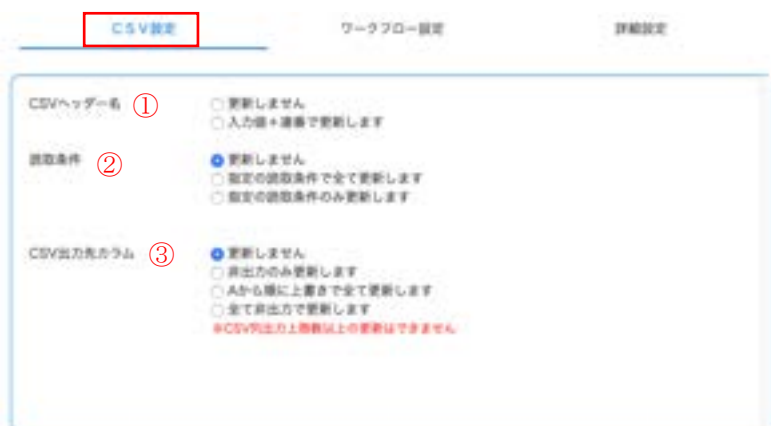 CSV設定 ワークフロー設定 詳細設定
CSVヘッダー名 ① 更新しません
入力値+連番で更新します
読取条件 ② 更新しません
指定の読取条件で全て更新します
指定の読取条件のみ更新します
CSV出力先カラム ③ 更新しません
非出力のみ更新します
Aから順に上書きで全て更新します
全て非出力で更新します
※CSV列出力上限数以上の更新はできません